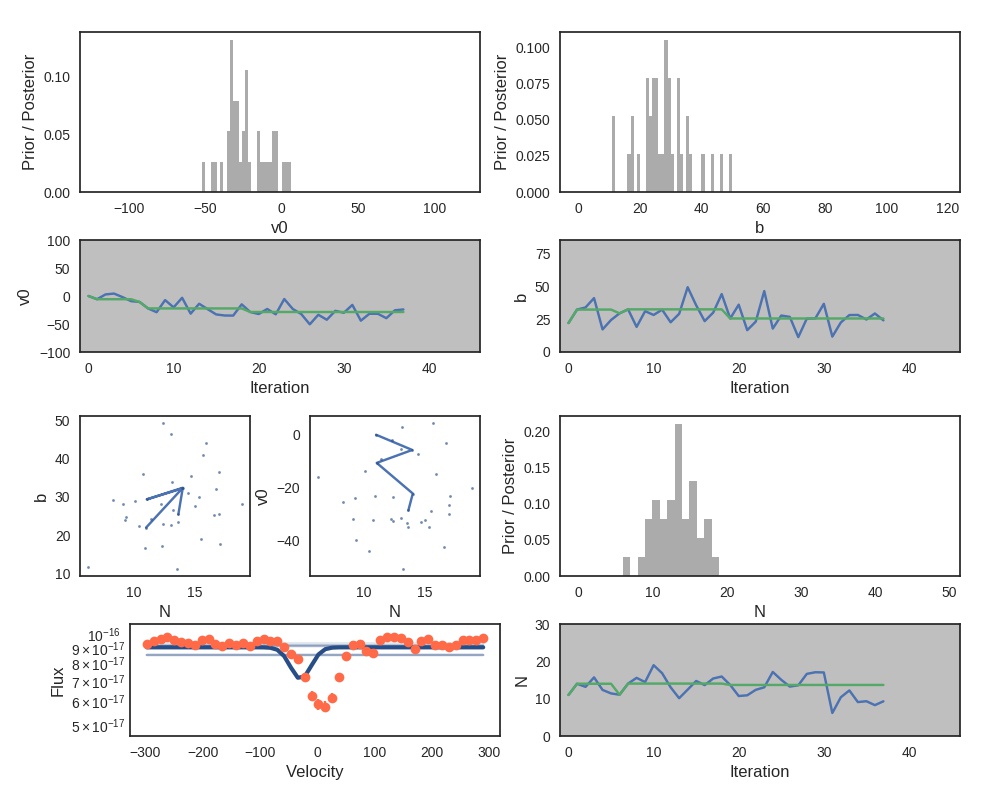 0.10
0.05
0.00
Prior / Posterior
−100 −50 0 50 100
v0
0.100
0.075
0.050
0.025
0.000
Prior / Posterior
0 20 40 60 80 100 120
b
100
50
0
−50
−100
v0
0 10 20 30 40
Iteration
75
50
25
0
b
0 10 20 30 40
Iteration
50
40
30
20
10
b
10 15
N
0
−20
−40
v0
10 15
N
0.20
0.15
0.10
0.05
0.00
Prior / Posterior
0 10 20 30 40 50
N
10⁻¹⁶
9 × 10⁻¹⁷
8 × 10⁻¹⁷
7 × 10⁻¹⁷
6 × 10⁻¹⁷
5 × 10⁻¹⁷
Flux
−300 −200 −100 0 100 200 300
Velocity
30
20
10
0
N
0 10 20 30 40
Iteration